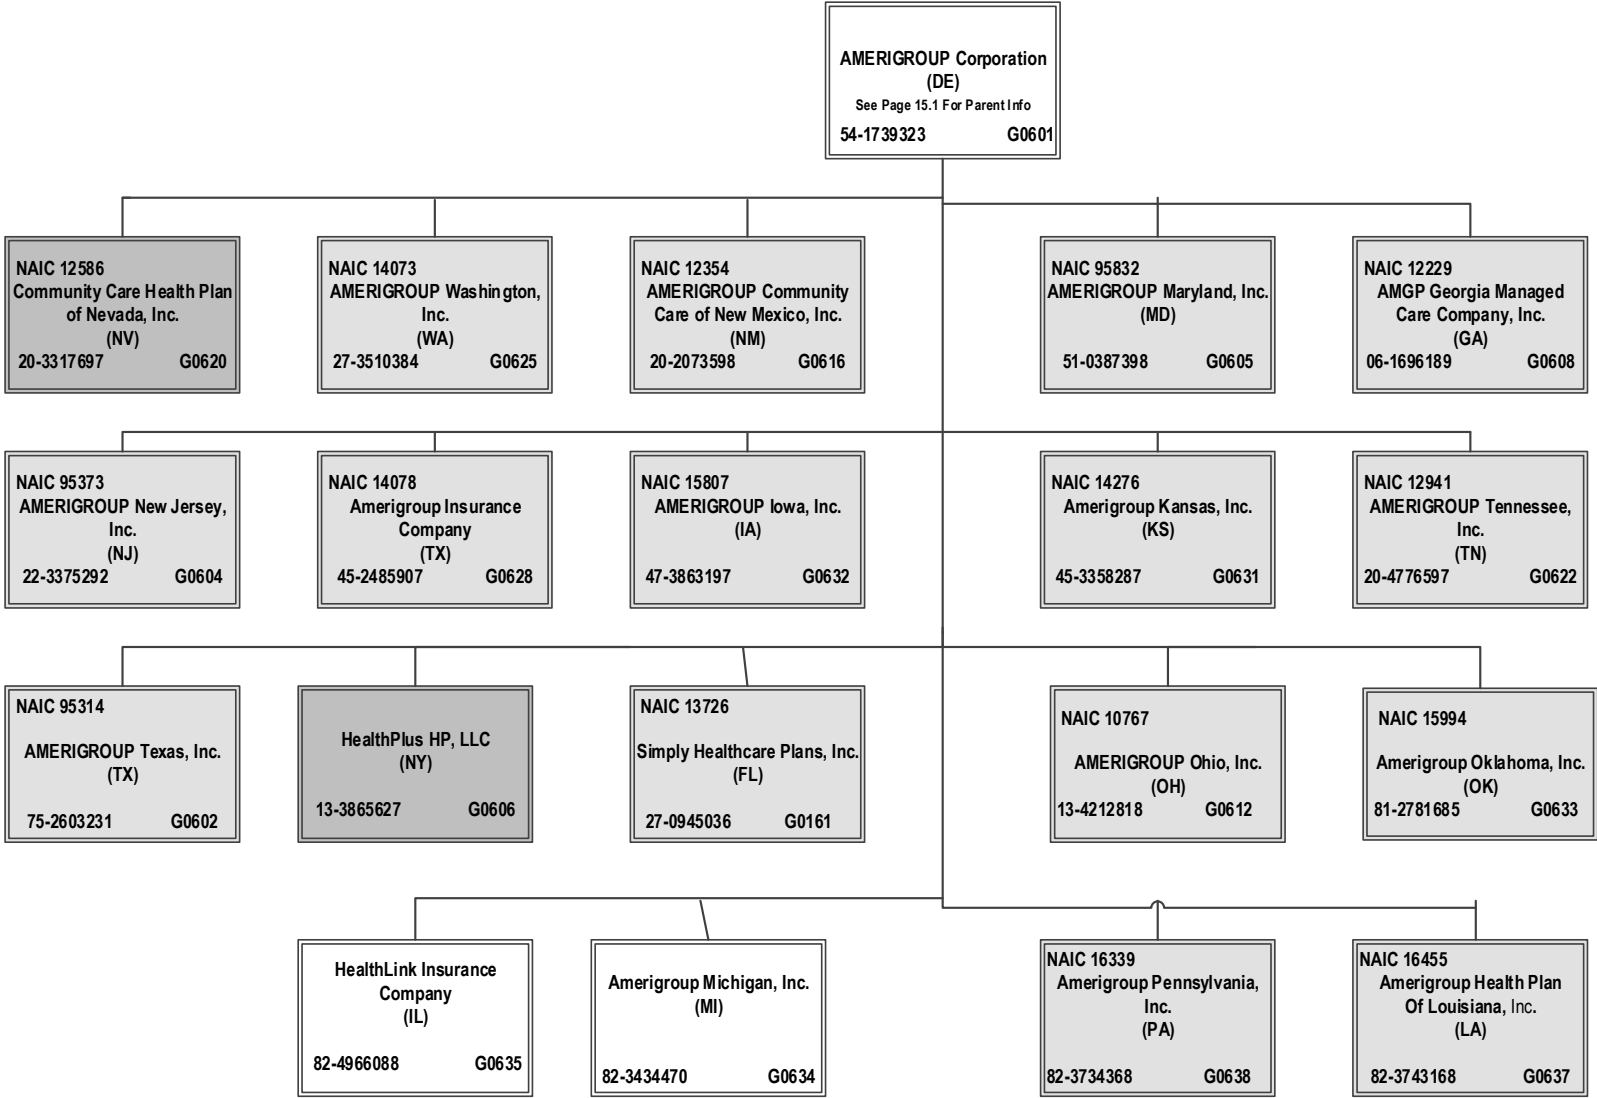 AMERIGROUP Corporation
(DE)
See Page 15.1 For Parent Info
54-1739323 G0601
NAIC 12586
Community Care Health Plan
of Nevada, Inc.
(NV)
20-3317697 G0620
NAIC 14073
AMERIGROUP Washington,
Inc.
(WA)
27-3510384 G0625
NAIC 12354
AMERIGROUP Community
Care of New Mexico, Inc.
(NM)
20-2073598 G0616
NAIC 95832
AMERIGROUP Maryland, Inc.
(MD)
51-0387398 G0605
NAIC 12229
AMGP Georgia Managed
Care Company, Inc.
(GA)
06-1696189 G0608
NAIC 95373
AMERIGROUP New Jersey,
Inc.
(NJ)
22-3375292 G0604
NAIC 14078
Amerigroup Insurance
Company
(TX)
45-2485907 G0628
NAIC 15807
AMERIGROUP Iowa, Inc.
(IA)
47-3863197 G0632
NAIC 14276
Amerigroup Kansas, Inc.
(KS)
45-3358287 G0631
NAIC 12941
AMERIGROUP Tennessee,
Inc.
(TN)
20-4776597 G0622
NAIC 95314
AMERIGROUP Texas, Inc.
(TX)
75-2603231 G0602
HealthPlus HP, LLC
(NY)
13-3865627 G0606
NAIC 13726
Simply Healthcare Plans, Inc.
(FL)
27-0945036 G0161
NAIC 10767
AMERIGROUP Ohio, Inc.
(OH)
13-4212818 G0612
NAIC 15994
Amerigroup Oklahoma, Inc.
(OK)
81-2781685 G0633
HealthLink Insurance
Company
(IL)
82-4966088 G0635
Amerigroup Michigan, Inc.
(MI)
82-3434470 G0634
NAIC 16339
Amerigroup Pennsylvania,
Inc.
(PA)
82-3734368 G0638
NAIC 16455
Amerigroup Health Plan
Of Louisiana, Inc.
(LA)
82-3743168 G0637